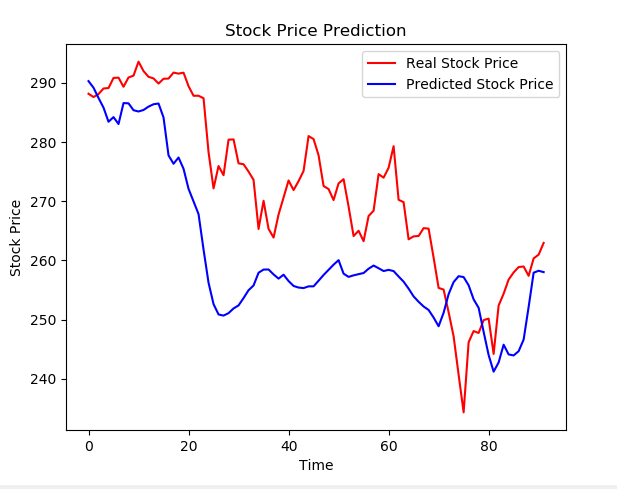 Stock Price Prediction
Real Stock Price
Predicted Stock Price
Stock Price
290
280
270
260
250
240
0 20 40 60 80
Time